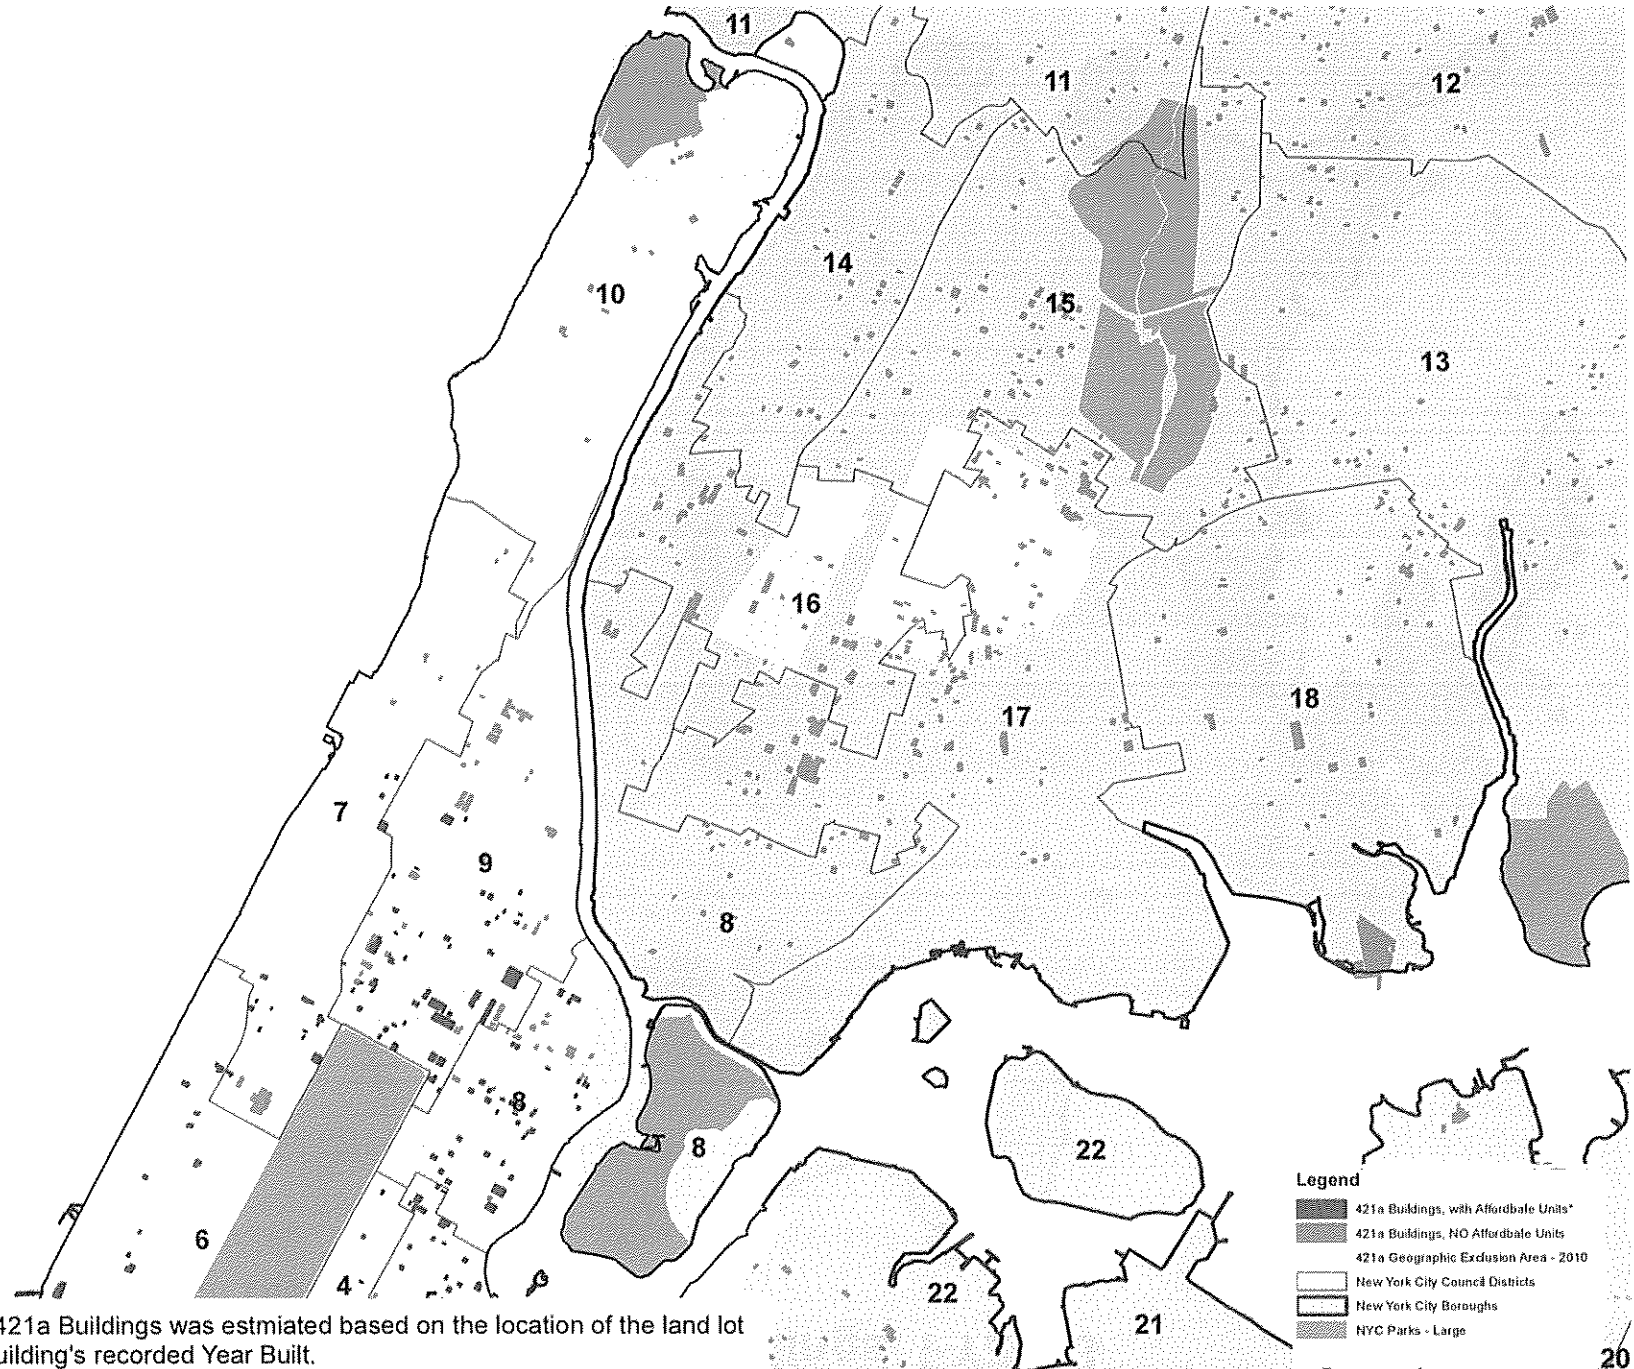 11
11
12
14
10
15
13
16
18
17
7
9
8
8
8
22
6
4
22
21
20
Legend
421a Buildings, with Affordbale Units*
421a Buildings, NO Affordbale Units
421a Geographic Exclusion Area - 2010
New York City Council Districts
New York City Boroughs
NYC Parks - Large
421a Buildings was estmiated based on the location of the land lot
uilding's recorded Year Built.